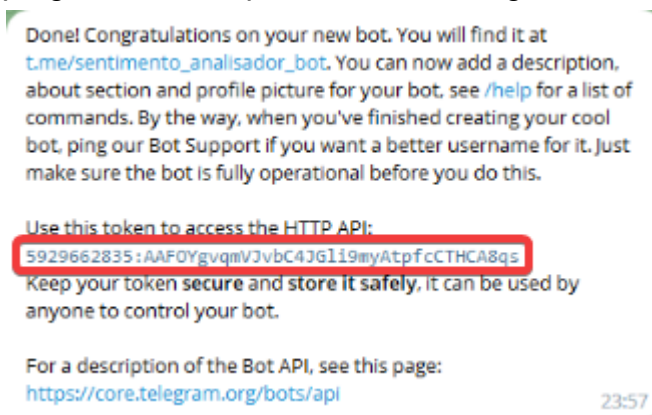 Done! Congratulations on your new bot. You will find it at
t.me/sentimento_analisador_bot. You can now add a description,
about section and profile picture for your bot, see /help for a list of
commands. By the way, when you've finished creating your cool
bot, ping our Bot Support if you want a better username for it. Just
make sure the bot is fully operational before you do this.
Use this token to access the HTTP API:
5929662835:AAFOYgvqmVJvbC4JGli9myAtpfcCTHCA8qs
Keep your token secure and store it safely, it can be used by
anyone to control your bot.
For a description of the Bot API, see this page:
https://core.telegram.org/bots/api
23:57